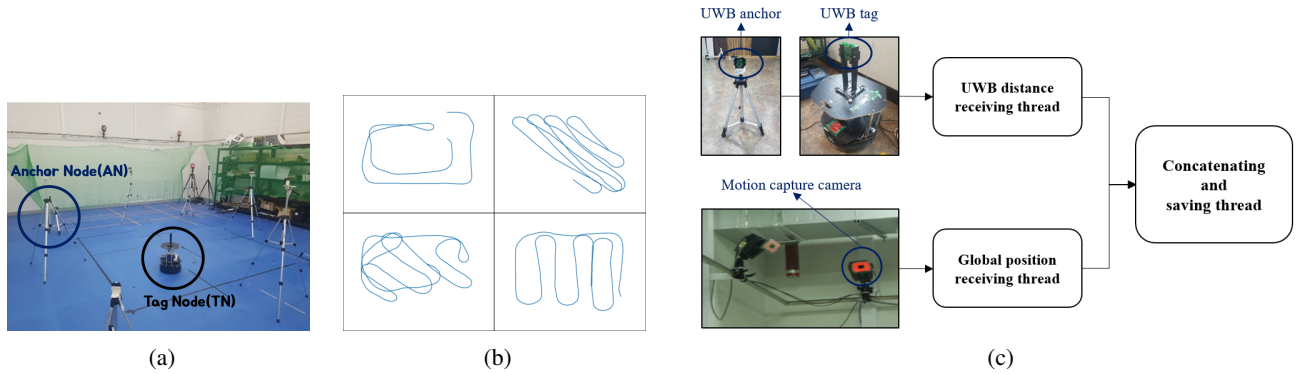 Anchor Node(AN)
Tag Node(TN)
(a)
(b)
UWB anchor
UWB tag
UWB distance
receiving thread
Motion capture camera
Global position
receiving thread
Concatenating
and
saving thread
(c)